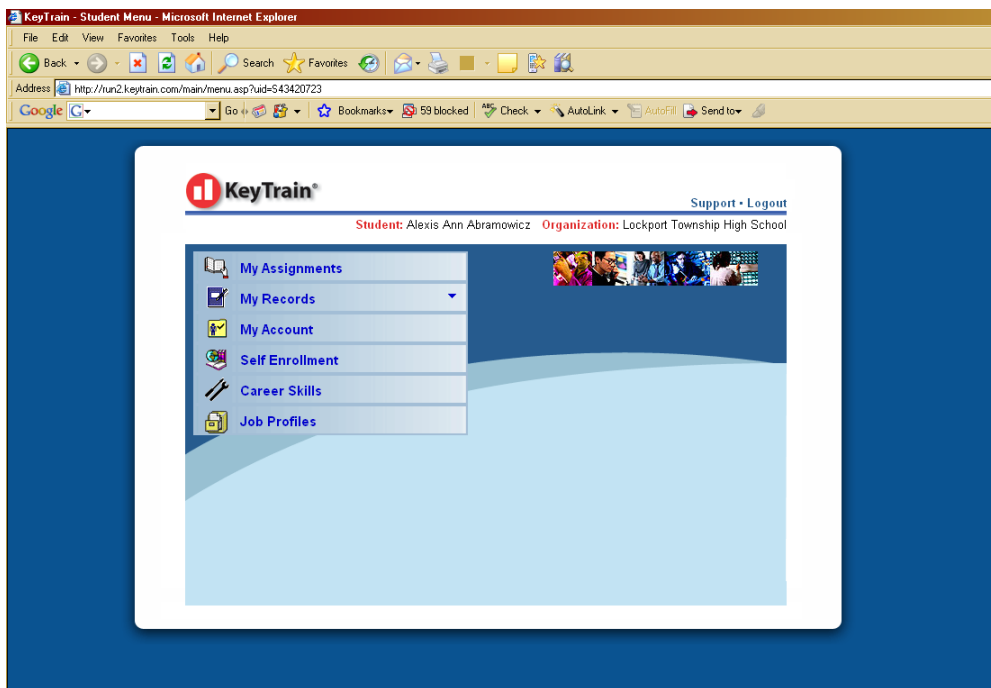 KeyTrain - Student Menu - Microsoft Internet Explorer
File Edit View Favorites Tools Help
Back Search Favorites
Address http://run2.keytrain.com/main/menu.asp?uid=S43420723
Google G Go Bookmarks 59 blocked ABC Check AutoLink AutoFill Send to
KeyTrain®
Support • Logout
Student: Alexis Ann Abramowicz Organization: Lockport Township High School
My Assignments
My Records
My Account
Self Enrollment
Career Skills
Job Profiles